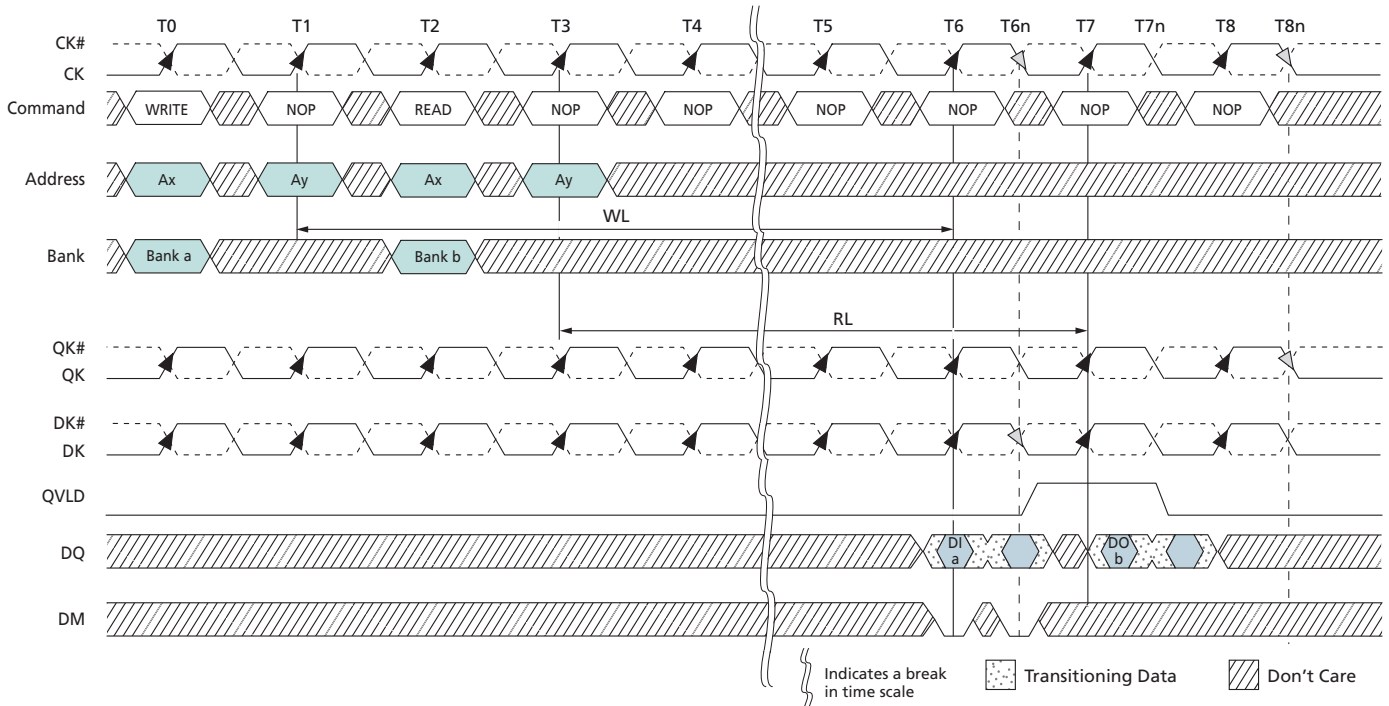 T0 T1 T2 T3 T4 T5 T6 T6n T7 T7n T8 T8n
CK#
CK
Command WRITE NOP READ NOP NOP NOP NOP NOP NOP
Address Ax Ay Ax Ay
WL
Bank Bank a Bank b
RL
QK#
QK
DK#
DK
QVLD
DQ DI a DO b
DM
Indicates a break
in time scale
Transitioning Data
Don't Care